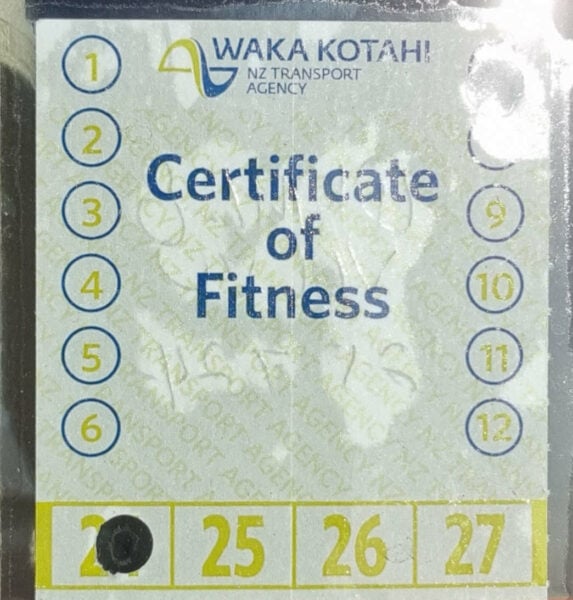 WAKA KOTAHI
NZ TRANSPORT
AGENCY
Certificate
of
Fitness
1
2
3
4
5
6
9
10
11
12
25
26
27